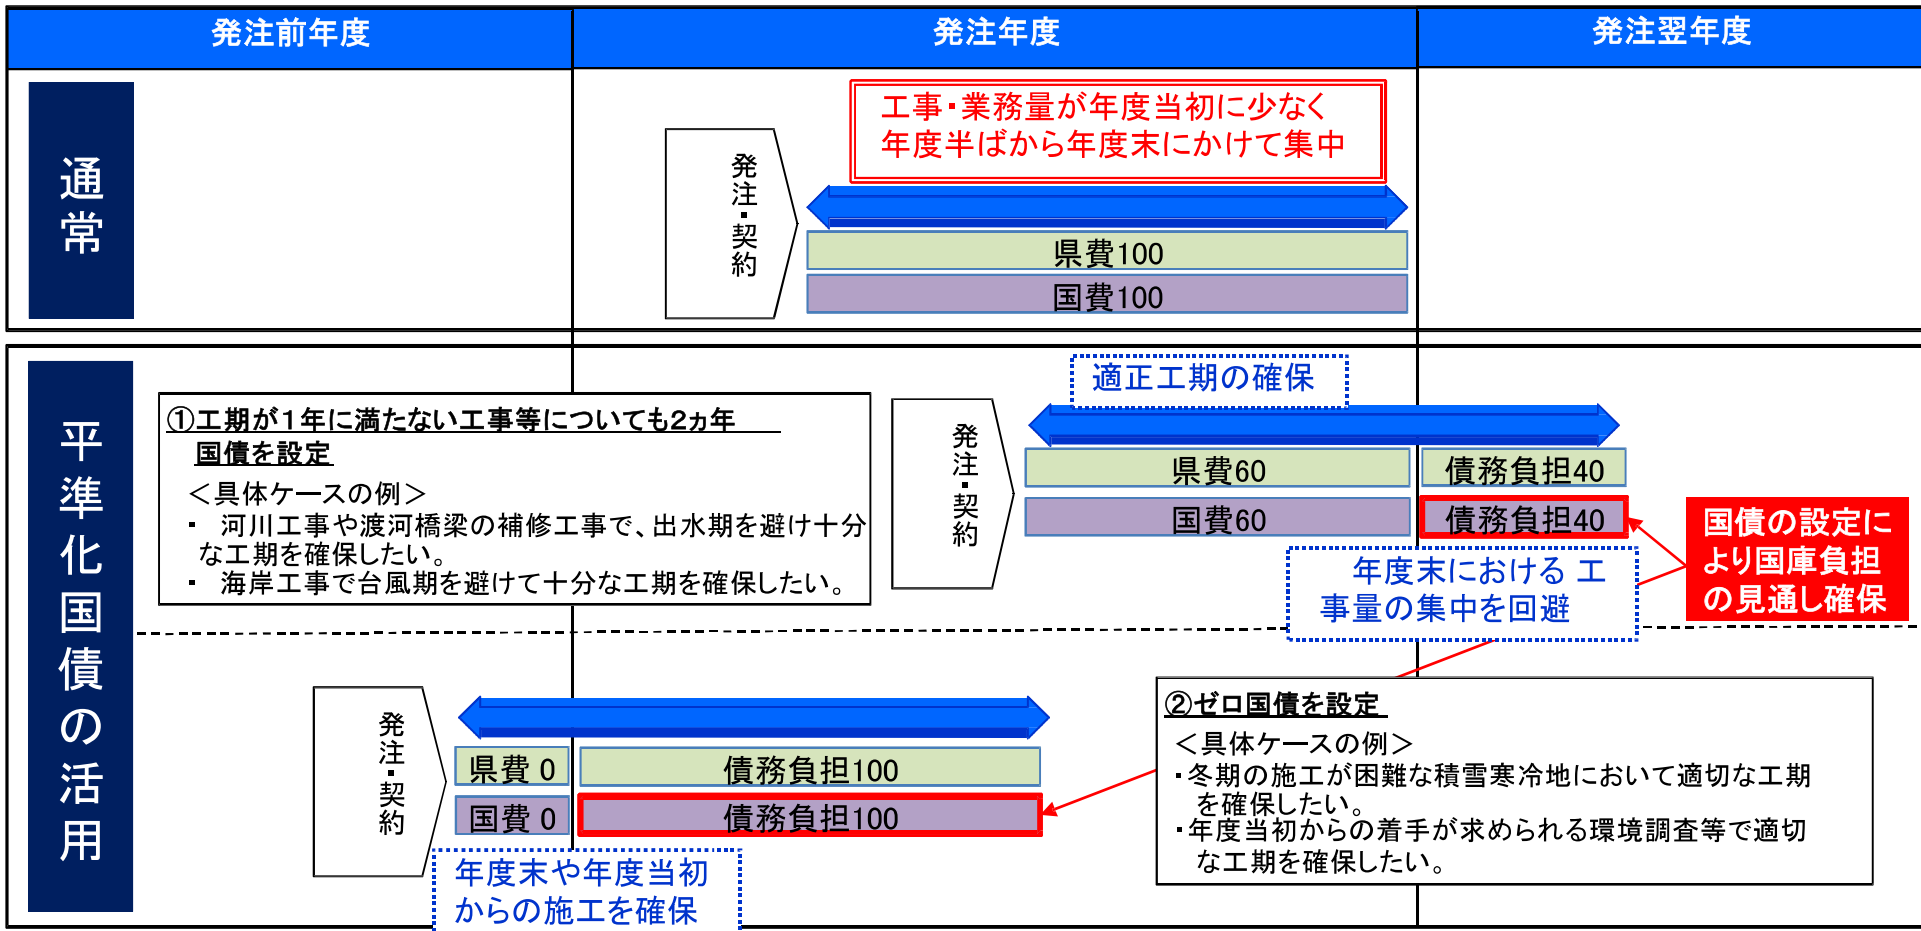 発注前年度
発注年度
発注翌年度
通常
工事・業務量が年度当初に少なく
年度半ばから年度末にかけて集中
発注・契約
県費100
国費100
平準化国債の活用
①工期が１年に満たない工事等についても2ヵ年
国債を設定
＜具体ケースの例＞
・ 河川工事や渡河橋梁の補修工事で、出水期を避け十分
な工期を確保したい。
・ 海岸工事で台風期を避けて十分な工期を確保したい。
発注・契約
適正工期の確保
県費60
債務負担40
国費60
債務負担40
国債の設定に
より国庫負担
の見通し確保
年度末における 工
事量の集中を回避
発注・契約
県費 0
債務負担100
国費 0
債務負担100
年度末や年度当初
からの施工を確保
②ゼロ国債を設定
＜具体ケースの例＞
・冬期の施工が困難な積雪寒冷地において適切な工期
を確保したい。
・年度当初からの着手が求められる環境調査等で適切
な工期を確保したい。